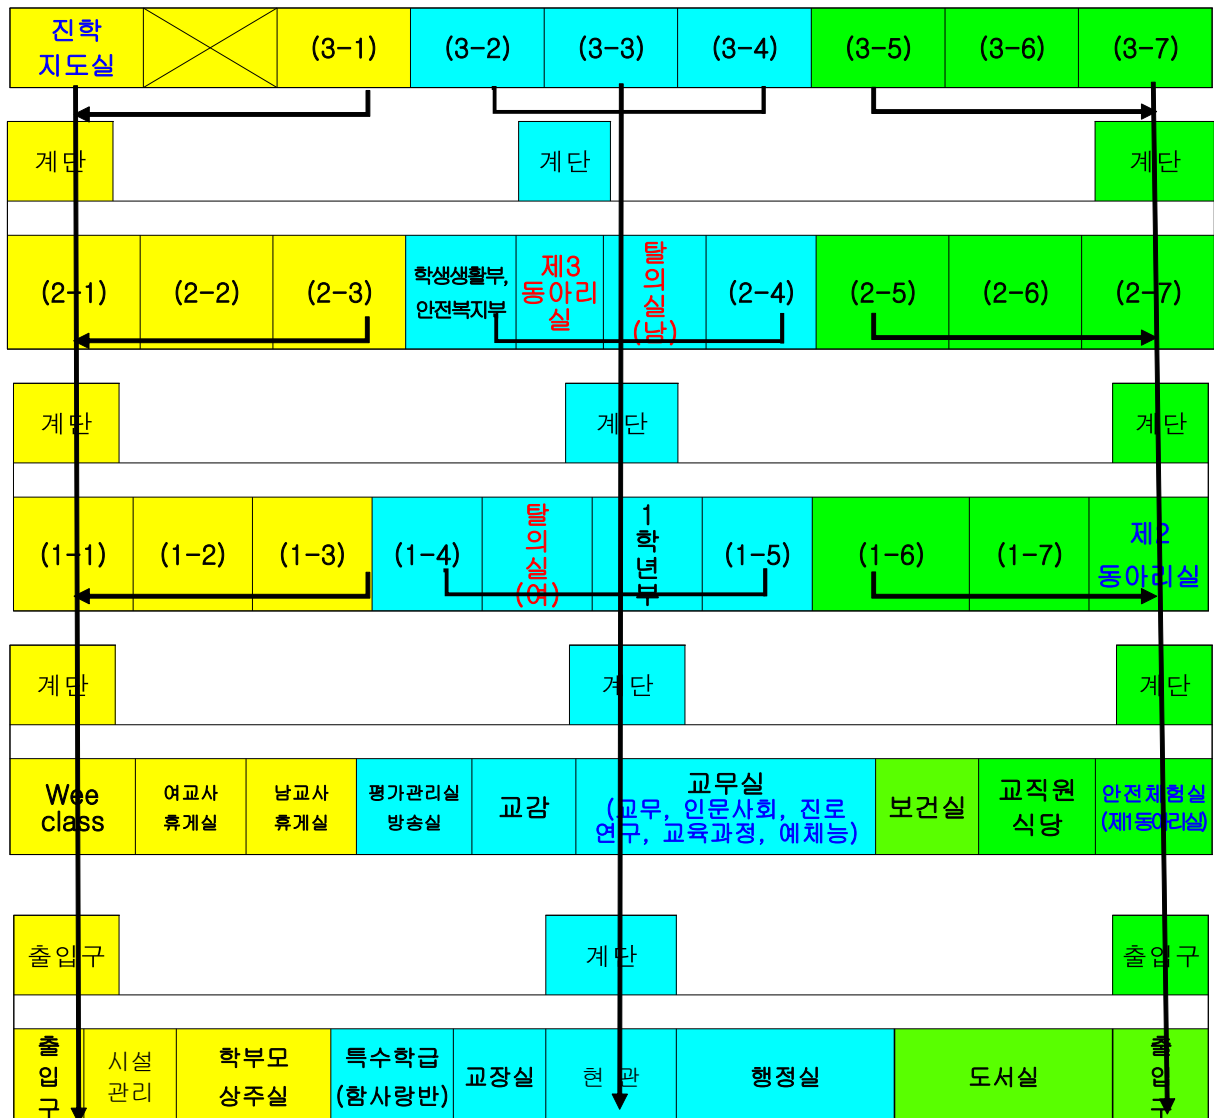 진학
지도실
(3-1)
(3-2)
(3-3)
(3-4)
(3-5)
(3-6)
(3-7)
계단
계단
계단
(2-1)
(2-2)
(2-3)
학생생활부,
안전복지부
제3
동아리
실
탈
의
실
(남)
(2-4)
(2-5)
(2-6)
(2-7)
계단
계단
계단
(1-1)
(1-2)
(1-3)
(1-4)
탈
의
실
(여)
1
학
년
부
(1-5)
(1-6)
(1-7)
제2
동아리실
계단
계단
계단
Wee
class
여교사
휴게실
남교사
휴게실
평가관리실
방송실
교감
교무실
(교무, 인문사회, 진로
연구, 교육과정, 예체능)
보건실
교직원
식당
안전체험실
(제1동아리실)
출입구
계단
출입구
출
입
구
시설
관리
학부모
상주실
특수학급
(함사랑반)
교장실
현관
행정실
도서실
출
입
구